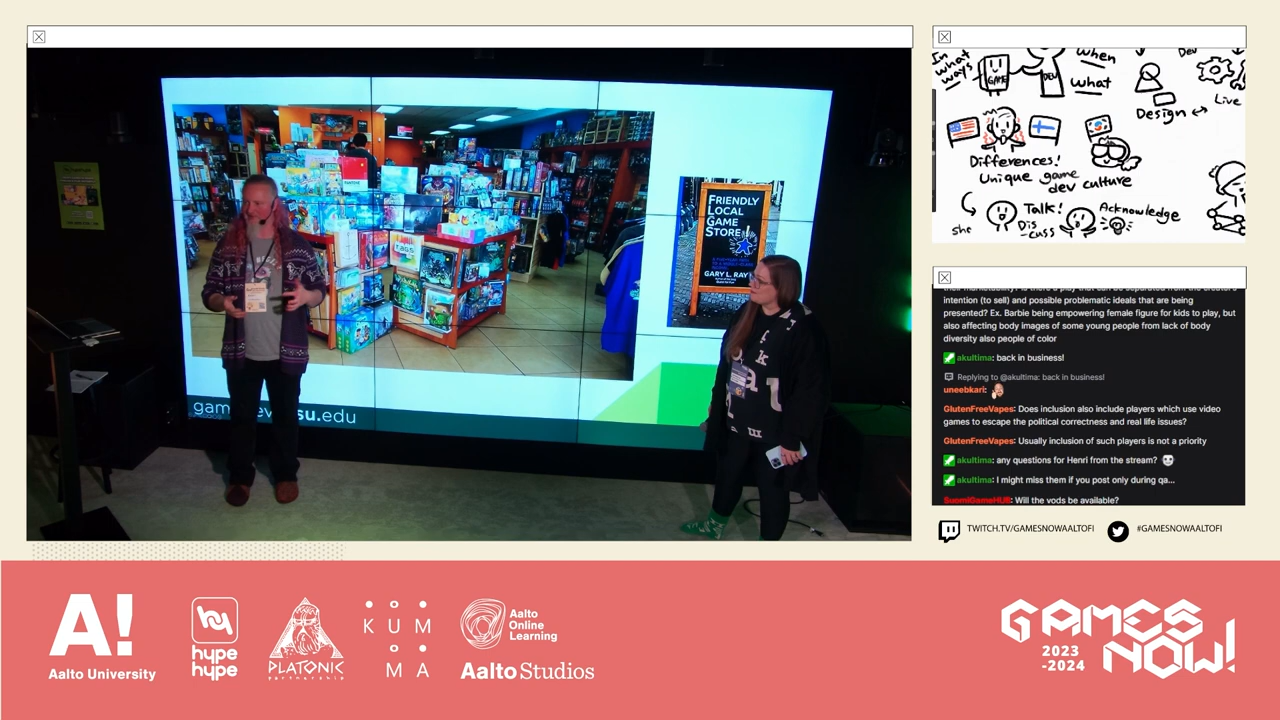 FRIENDLY
LOCAL
GAME
STORE
GARY L. RAY
su.edu
In
what
ways
GAME
DEV
When
what
Dev
Design ↔
Live
Differences!
Unique game
dev culture
she
Talk!
Dis
-cuss
Acknowledge
intention (to sell) and possible problematic ideals that are being
presented? Ex. Barbie being empowering female figure for kids to play, but
also affecting body images of some young people from lack of body
diversity also people of color
akultima: back in business!
Replying to @akultima: back in business!
uneebkari:
GlutenFreeVapes: Does inclusion also include players which use video
games to escape the political correctness and real life issues?
GlutenFreeVapes: Usually inclusion of such players is not a priority
akultima: any questions for Henri from the stream?
akultima: I might miss them if you post only during qa...
SuomiGameHUB: Will the vods be available?
TWITCH.TV/GAMESNOWAALTOFI
#GAMESNOWAALTOFI
A!
Aalto University
hype
hype
PLATONIC
partnership
KUM
MA
Aalto
Online
Learning
Aalto Studios
GAMES
NOW!
2023
-2024